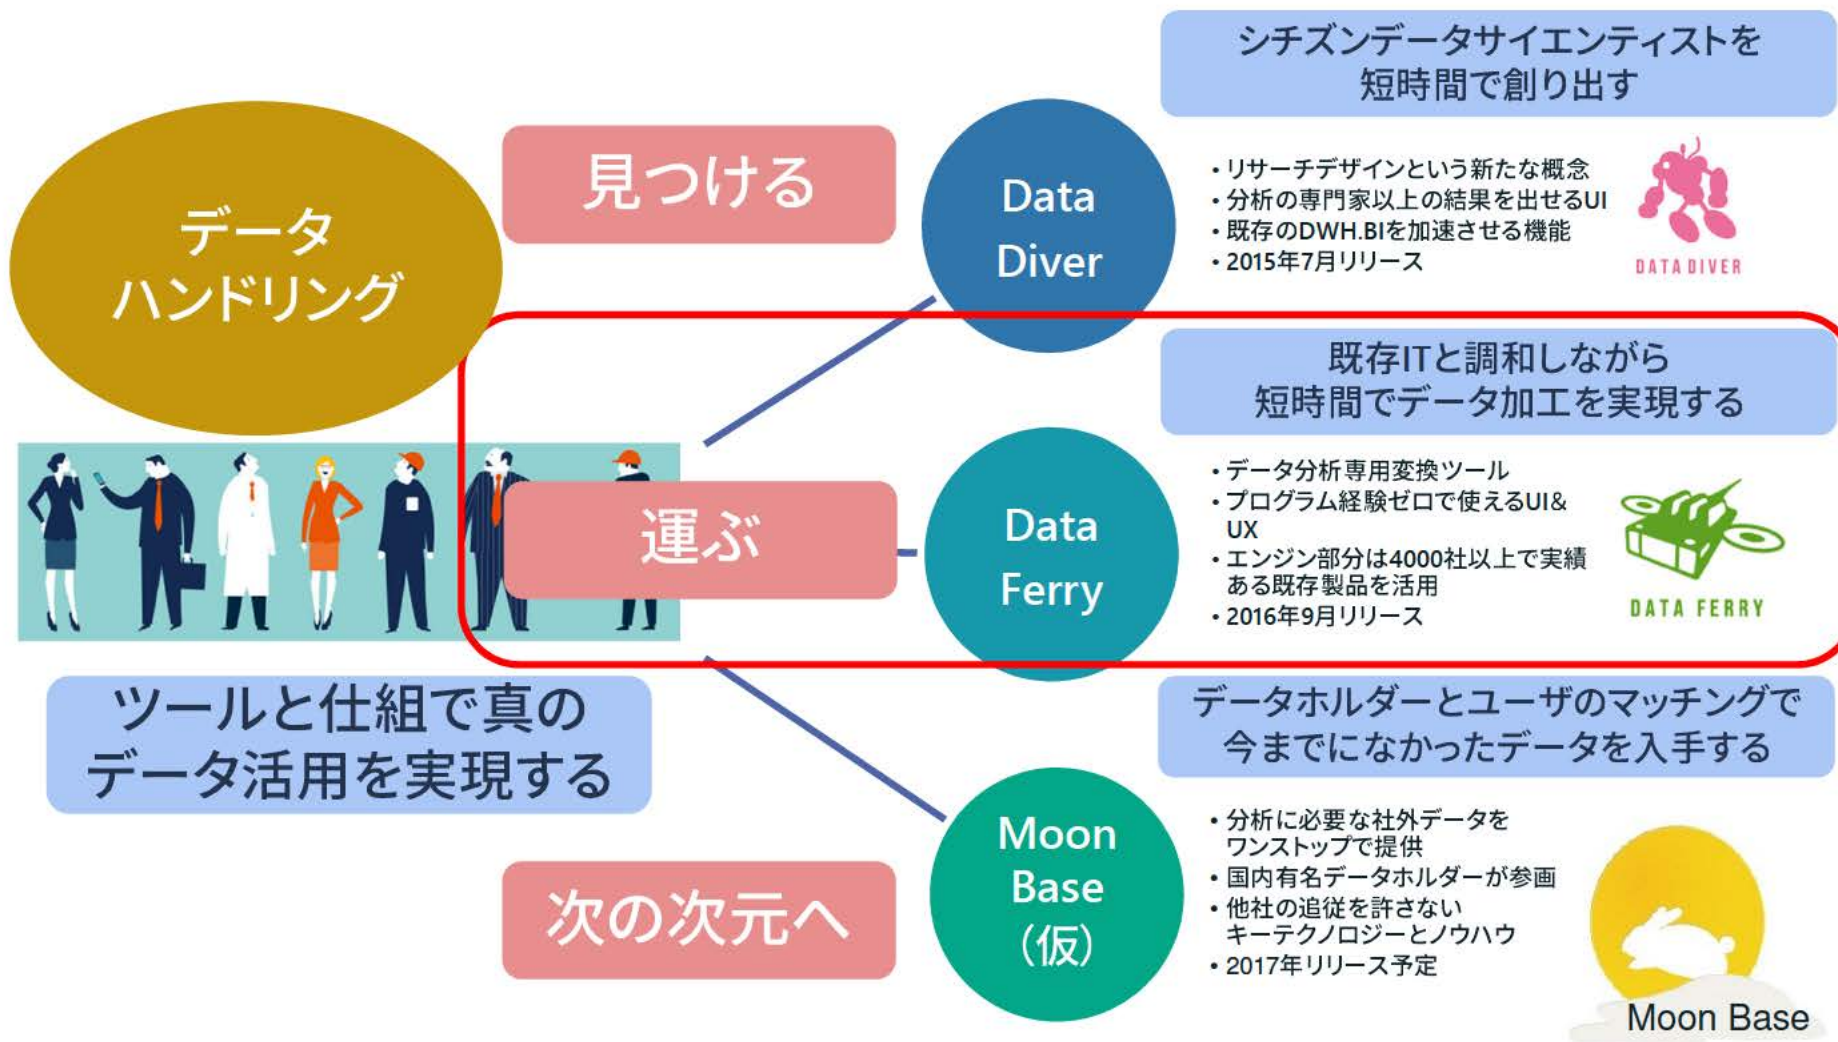 データ
ハンドリング
ツールと仕組で真の
データ活用を実現する
見つける
Data
Diver
シチズンデータサイエンティストを
短時間で創り出す
・リサーチデザインという新たな概念
・分析の専門家以上の結果を出せるUI
・既存のDWH.BIを加速させる機能
・2015年7月リリース
DATA DIVER
運ぶ
Data
Ferry
既存ITと調和しながら
短時間でデータ加工を実現する
・データ分析専用変換ツール
・プログラム経験ゼロで使えるUI&
UX
・エンジン部分は4000社以上で実績
ある既存製品を活用
・2016年9月リリース
DATA FERRY
次の次元へ
Moon
Base
（仮）
データホルダーとユーザのマッチングで
今までになかったデータを入手する
・分析に必要な社外データを
ワンストップで提供
・国内有名データホルダーが参画
・他社の追従を許さない
キーテクノロジーとノウハウ
・2017年リリース予定
Moon Base